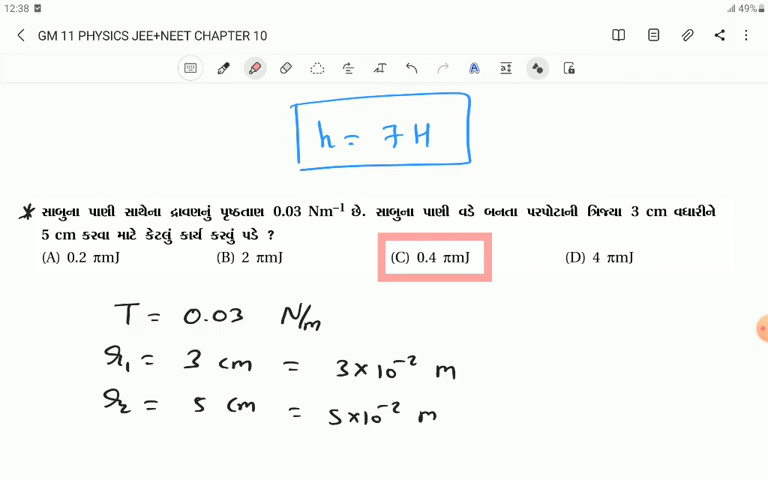 12:38
49%
GM 11 PHYSICS JEE+NEET CHAPTER 10
h = 7H
* સાબુના પાણી સાથેના દ્રાવણનું પૃષ્ઠતાણ 0.03 Nm⁻¹ છે. સાબુના પાણી વડે બનતા પરપોટાની ત્રિજ્યા 3 cm વધારીને
5 cm કરવા માટે કેટલું કાર્ય કરવું પડે ?
(A) 0.2 πmJ (B) 2 πmJ (C) 0.4 πmJ (D) 4 πmJ
T = 0.03 N/m
r₁ = 3 cm = 3×10⁻² m
r₂ = 5 cm = 5×10⁻² m